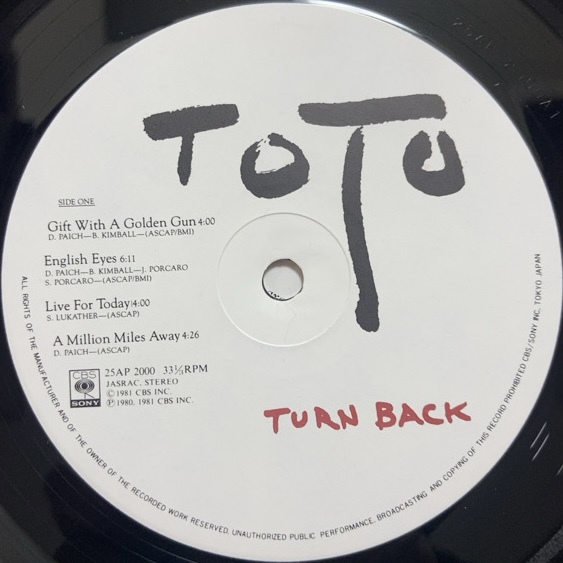 TOTO
SIDE ONE
Gift With A Golden Gun 4:00
D. PAICH—B. KIMBALL—(ASCAP/BMI)
English Eyes 6:11
D. PAICH—B. KIMBALL—J. PORCARO
S. PORCARO—(ASCAP/BMI)
Live For Today 4:00
S. LUKATHER—(ASCAP)
A Million Miles Away 4:26
D. PAICH—(ASCAP)
CBS
SONY
25AP 2000 33⅓RPM
JASRAC, STEREO
©1981 CBS INC.
℗1980, 1981 CBS INC.
TURN BACK
ALL RIGHTS OF THE MANUFACTURER AND OF THE OWNER OF THE RECORDED WORK RESERVED. UNAUTHORIZED PUBLIC PERFORMANCE, BROADCASTING AND COPYING OF THIS RECORD PROHIBITED CBS/SONY INC. TOKYO JAPAN